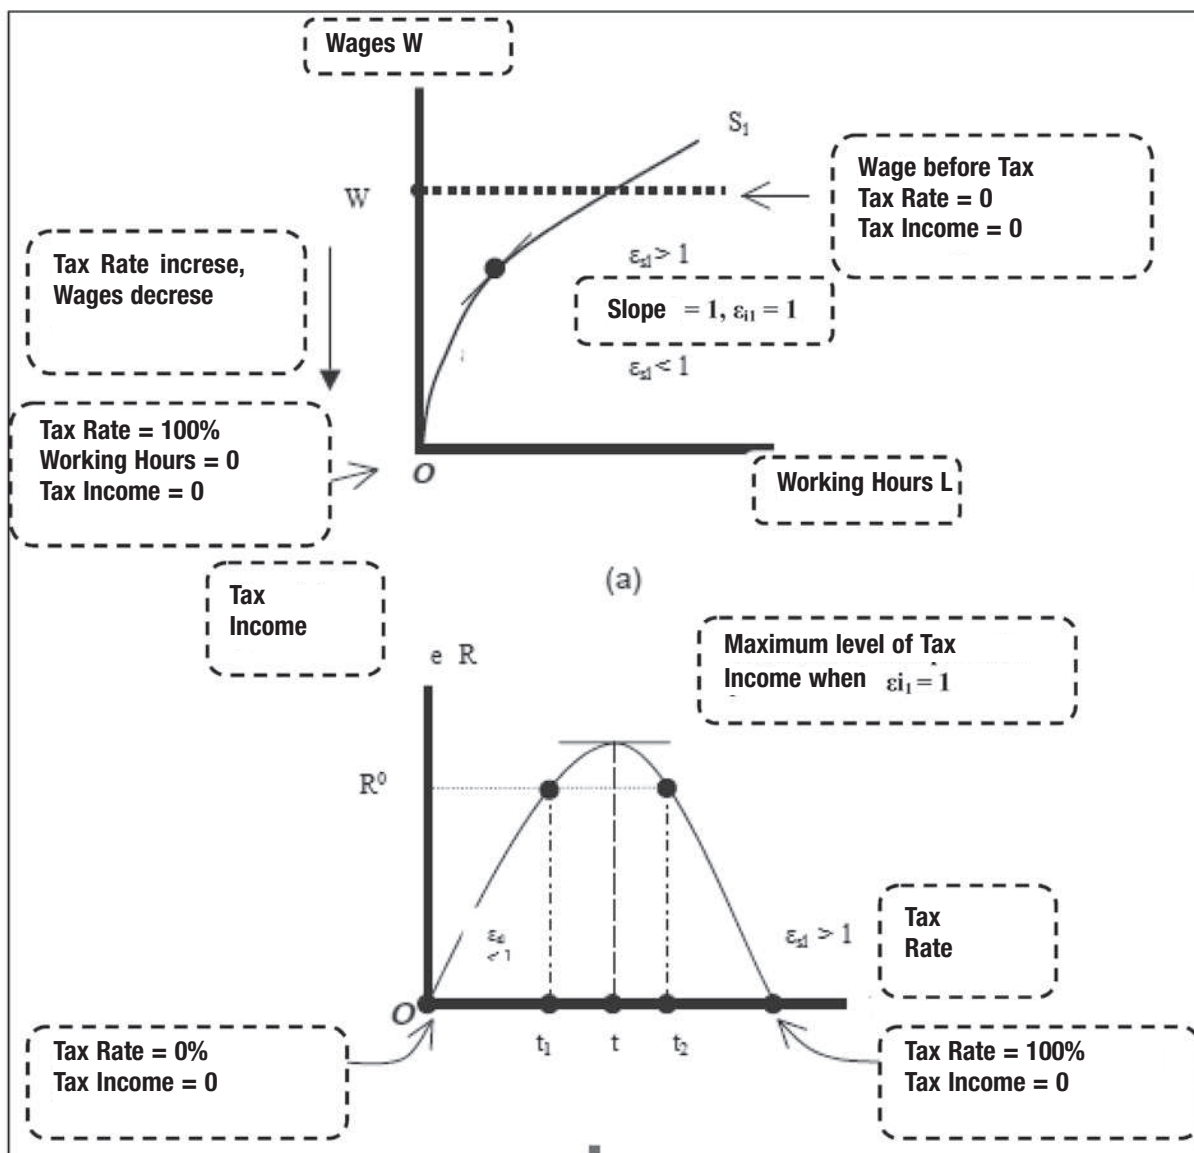 Wages W
S₁
Wage before Tax
Tax Rate = 0
Tax Income = 0
W
Tax Rate increse,
Wages decrese
εs1 > 1
Slope = 1, εi1 = 1
εs1 < 1
Tax Rate = 100%
Working Hours = 0
Tax Income = 0
O
Working Hours L
(a)
Tax
Income
Maximum level of Tax
Income when εi₁ = 1
e R
R⁰
εs1 > 1
Tax
Rate
O
t₁
t
t₂
Tax Rate = 0%
Tax Income = 0
Tax Rate = 100%
Tax Income = 0